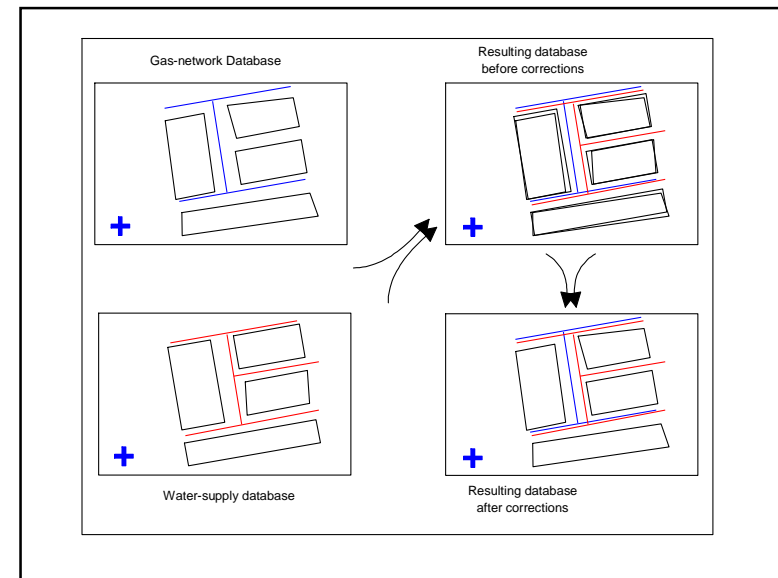 Gas-network Database
Resulting database
before corrections
Water-supply database
Resulting database
after corrections